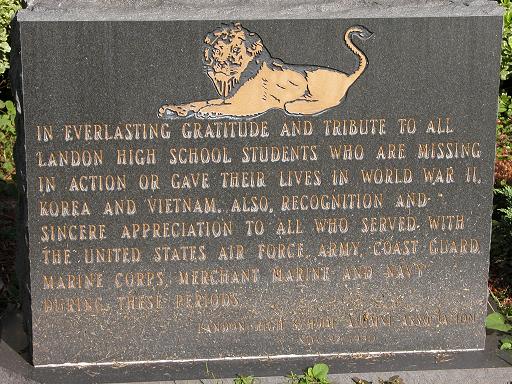 IN EVERLASTING GRATITUDE AND TRIBUTE TO ALL
LANDON HIGH SCHOOL STUDENTS WHO ARE MISSING
IN ACTION OR GAVE THEIR LIVES IN WORLD WAR II,
KOREA AND VIETNAM. ALSO, RECOGNITION AND
SINCERE APPRECIATION TO ALL WHO SERVED WITH
THE UNITED STATES AIR FORCE, ARMY, COAST GUARD,
MARINE CORPS, MERCHANT MARINE AND NAVY
DURING THESE PERIODS.
LANDON HIGH SCHOOL ALUMNI ASSOCIATION